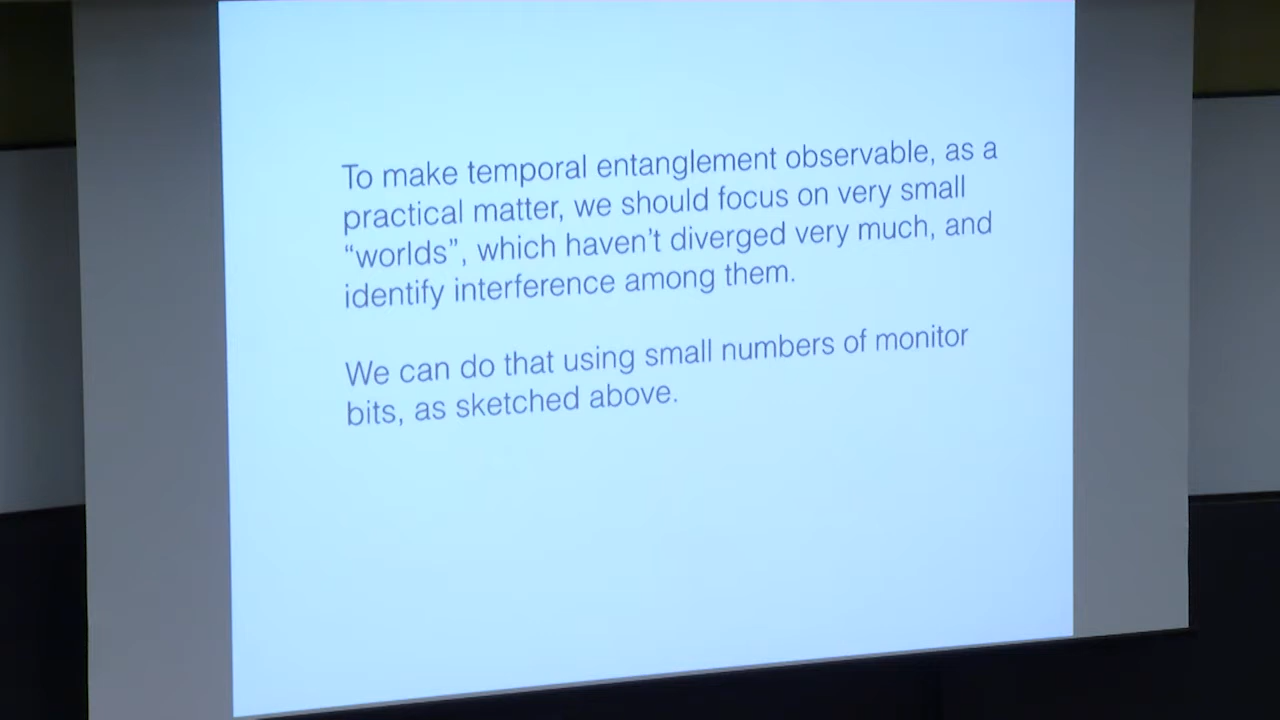 To make temporal entanglement observable, as a
practical matter, we should focus on very small
“worlds”, which haven’t diverged very much, and
identify interference among them.
We can do that using small numbers of monitor
bits, as sketched above.